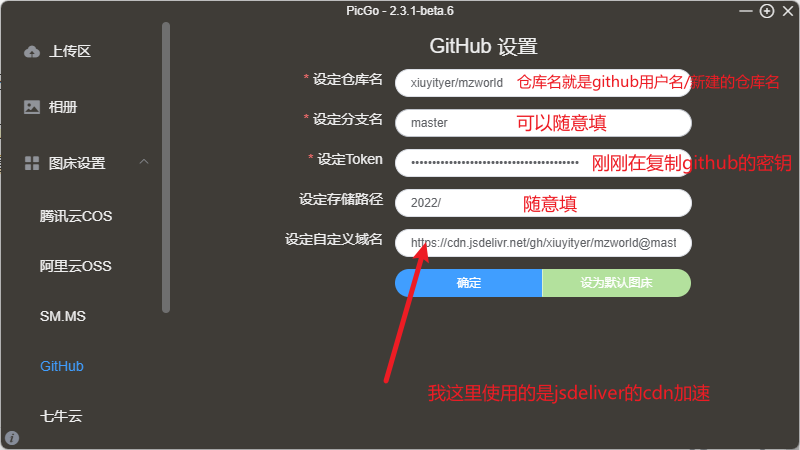 PicGo - 2.3.1-beta.6
上传区
相册
图床设置
腾讯云COS
阿里云OSS
SM.MS
GitHub
七牛云
GitHub 设置
* 设定仓库名 xiuyityer/mzworld 仓库名就是github用户名/新建的仓库名
* 设定分支名 master 可以随意填
* 设定Token ••••••••••••••••••••••••••••••••••••••• 刚刚在复制github的密钥
设定存储路径 2022/ 随意填
设定自定义域名 https://cdn.jsdelivr.net/gh/xiuyityer/mzworld@mast
确定 设为默认图床
我这里使用的是jsdeliver的cdn加速